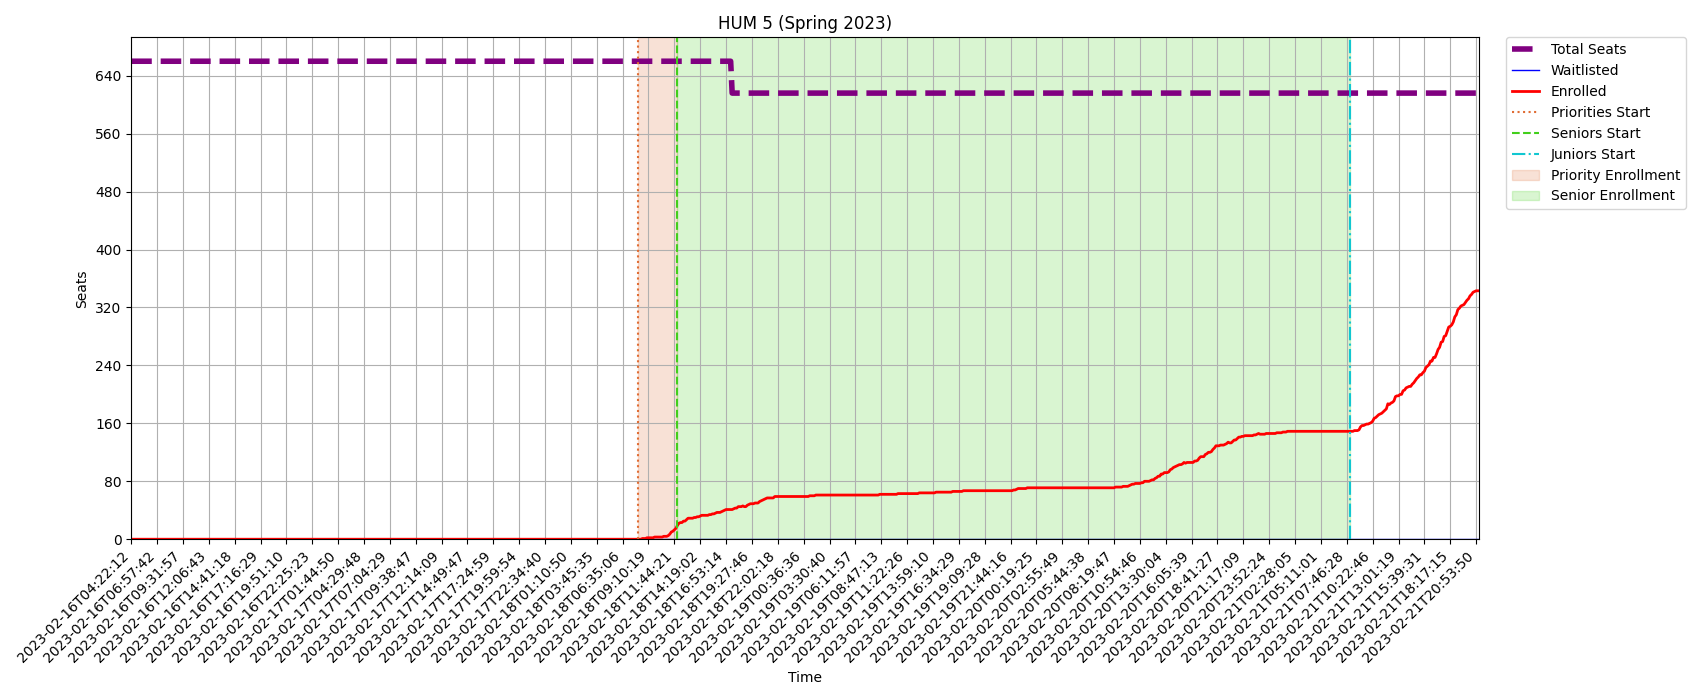 HUM 5 (Spring 2023)
640
560
480
400
320
240
160
80
0
Seats
2023-02-16T04:22:12
2023-02-16T06:57:42
2023-02-16T09:31:57
2023-02-16T12:06:43
2023-02-16T14:41:18
2023-02-16T17:16:29
2023-02-16T19:51:10
2023-02-16T22:25:23
2023-02-17T01:44:50
2023-02-17T04:29:48
2023-02-17T07:04:29
2023-02-17T09:38:47
2023-02-17T12:14:09
2023-02-17T14:49:47
2023-02-17T17:24:59
2023-02-17T19:59:54
2023-02-17T22:34:40
2023-02-18T01:10:50
2023-02-18T03:45:35
2023-02-18T06:35:06
2023-02-18T09:10:19
2023-02-18T11:44:21
2023-02-18T14:19:02
2023-02-18T16:53:14
2023-02-18T19:27:46
2023-02-18T22:02:18
2023-02-19T00:36:36
2023-02-19T03:30:40
2023-02-19T06:11:57
2023-02-19T08:47:13
2023-02-19T11:22:26
2023-02-19T13:59:10
2023-02-19T16:34:29
2023-02-19T19:09:28
2023-02-19T21:44:16
2023-02-20T00:19:25
2023-02-20T02:55:49
2023-02-20T05:44:38
2023-02-20T08:19:47
2023-02-20T10:54:46
2023-02-20T13:30:04
2023-02-20T16:05:39
2023-02-20T18:41:27
2023-02-20T21:17:09
2023-02-20T23:52:24
2023-02-21T02:28:05
2023-02-21T05:11:01
2023-02-21T07:46:28
2023-02-21T10:22:46
2023-02-21T13:01:19
2023-02-21T15:39:31
2023-02-21T18:17:15
2023-02-21T20:53:50
Time
Total Seats
Waitlisted
Enrolled
Priorities Start
Seniors Start
Juniors Start
Priority Enrollment
Senior Enrollment